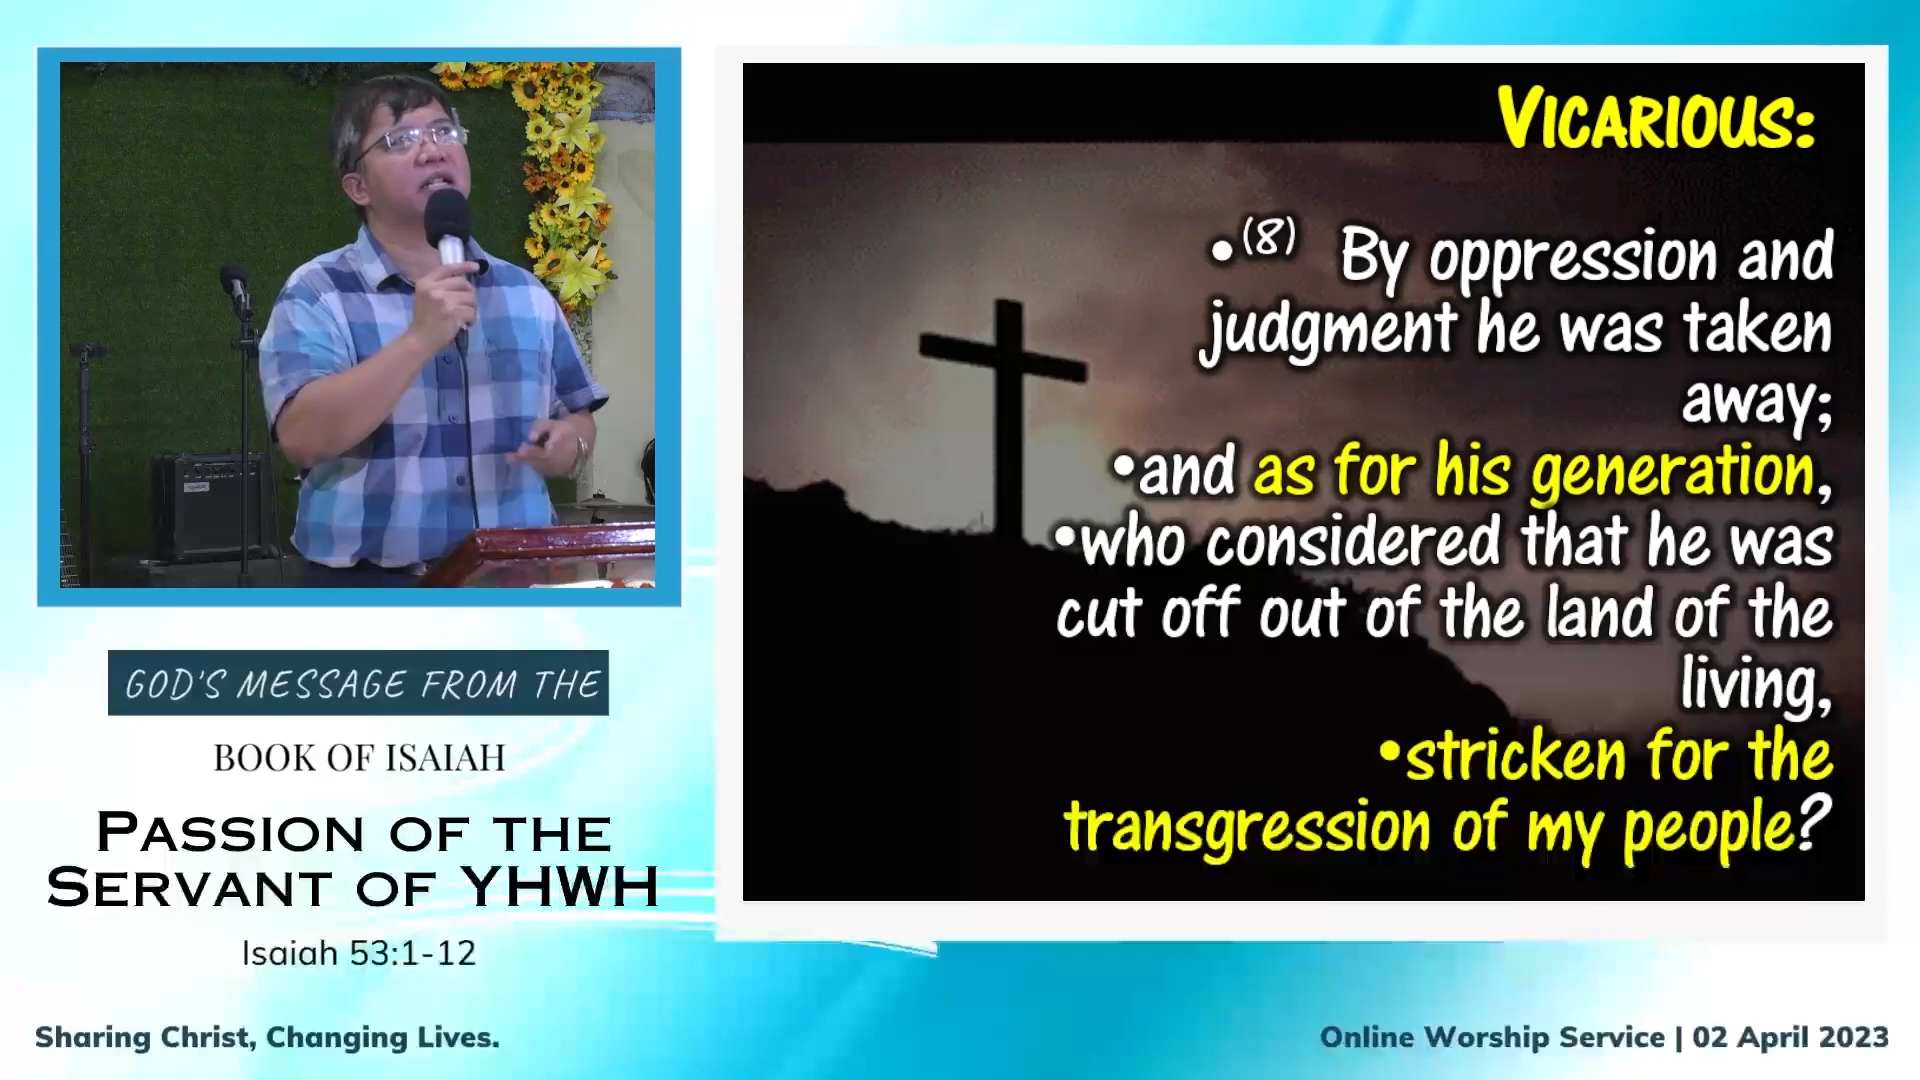 GOD'S MESSAGE FROM THE
BOOK OF ISAIAH
PASSION OF THE
SERVANT OF YHWH
Isaiah 53:1-12
Sharing Christ, Changing Lives.
VICARIOUS:
•(8) By oppression and
judgment he was taken
away;
•and as for his generation,
•who considered that he was
cut off out of the land of the
living,
•stricken for the
transgression of my people?
Online Worship Service | 02 April 2023